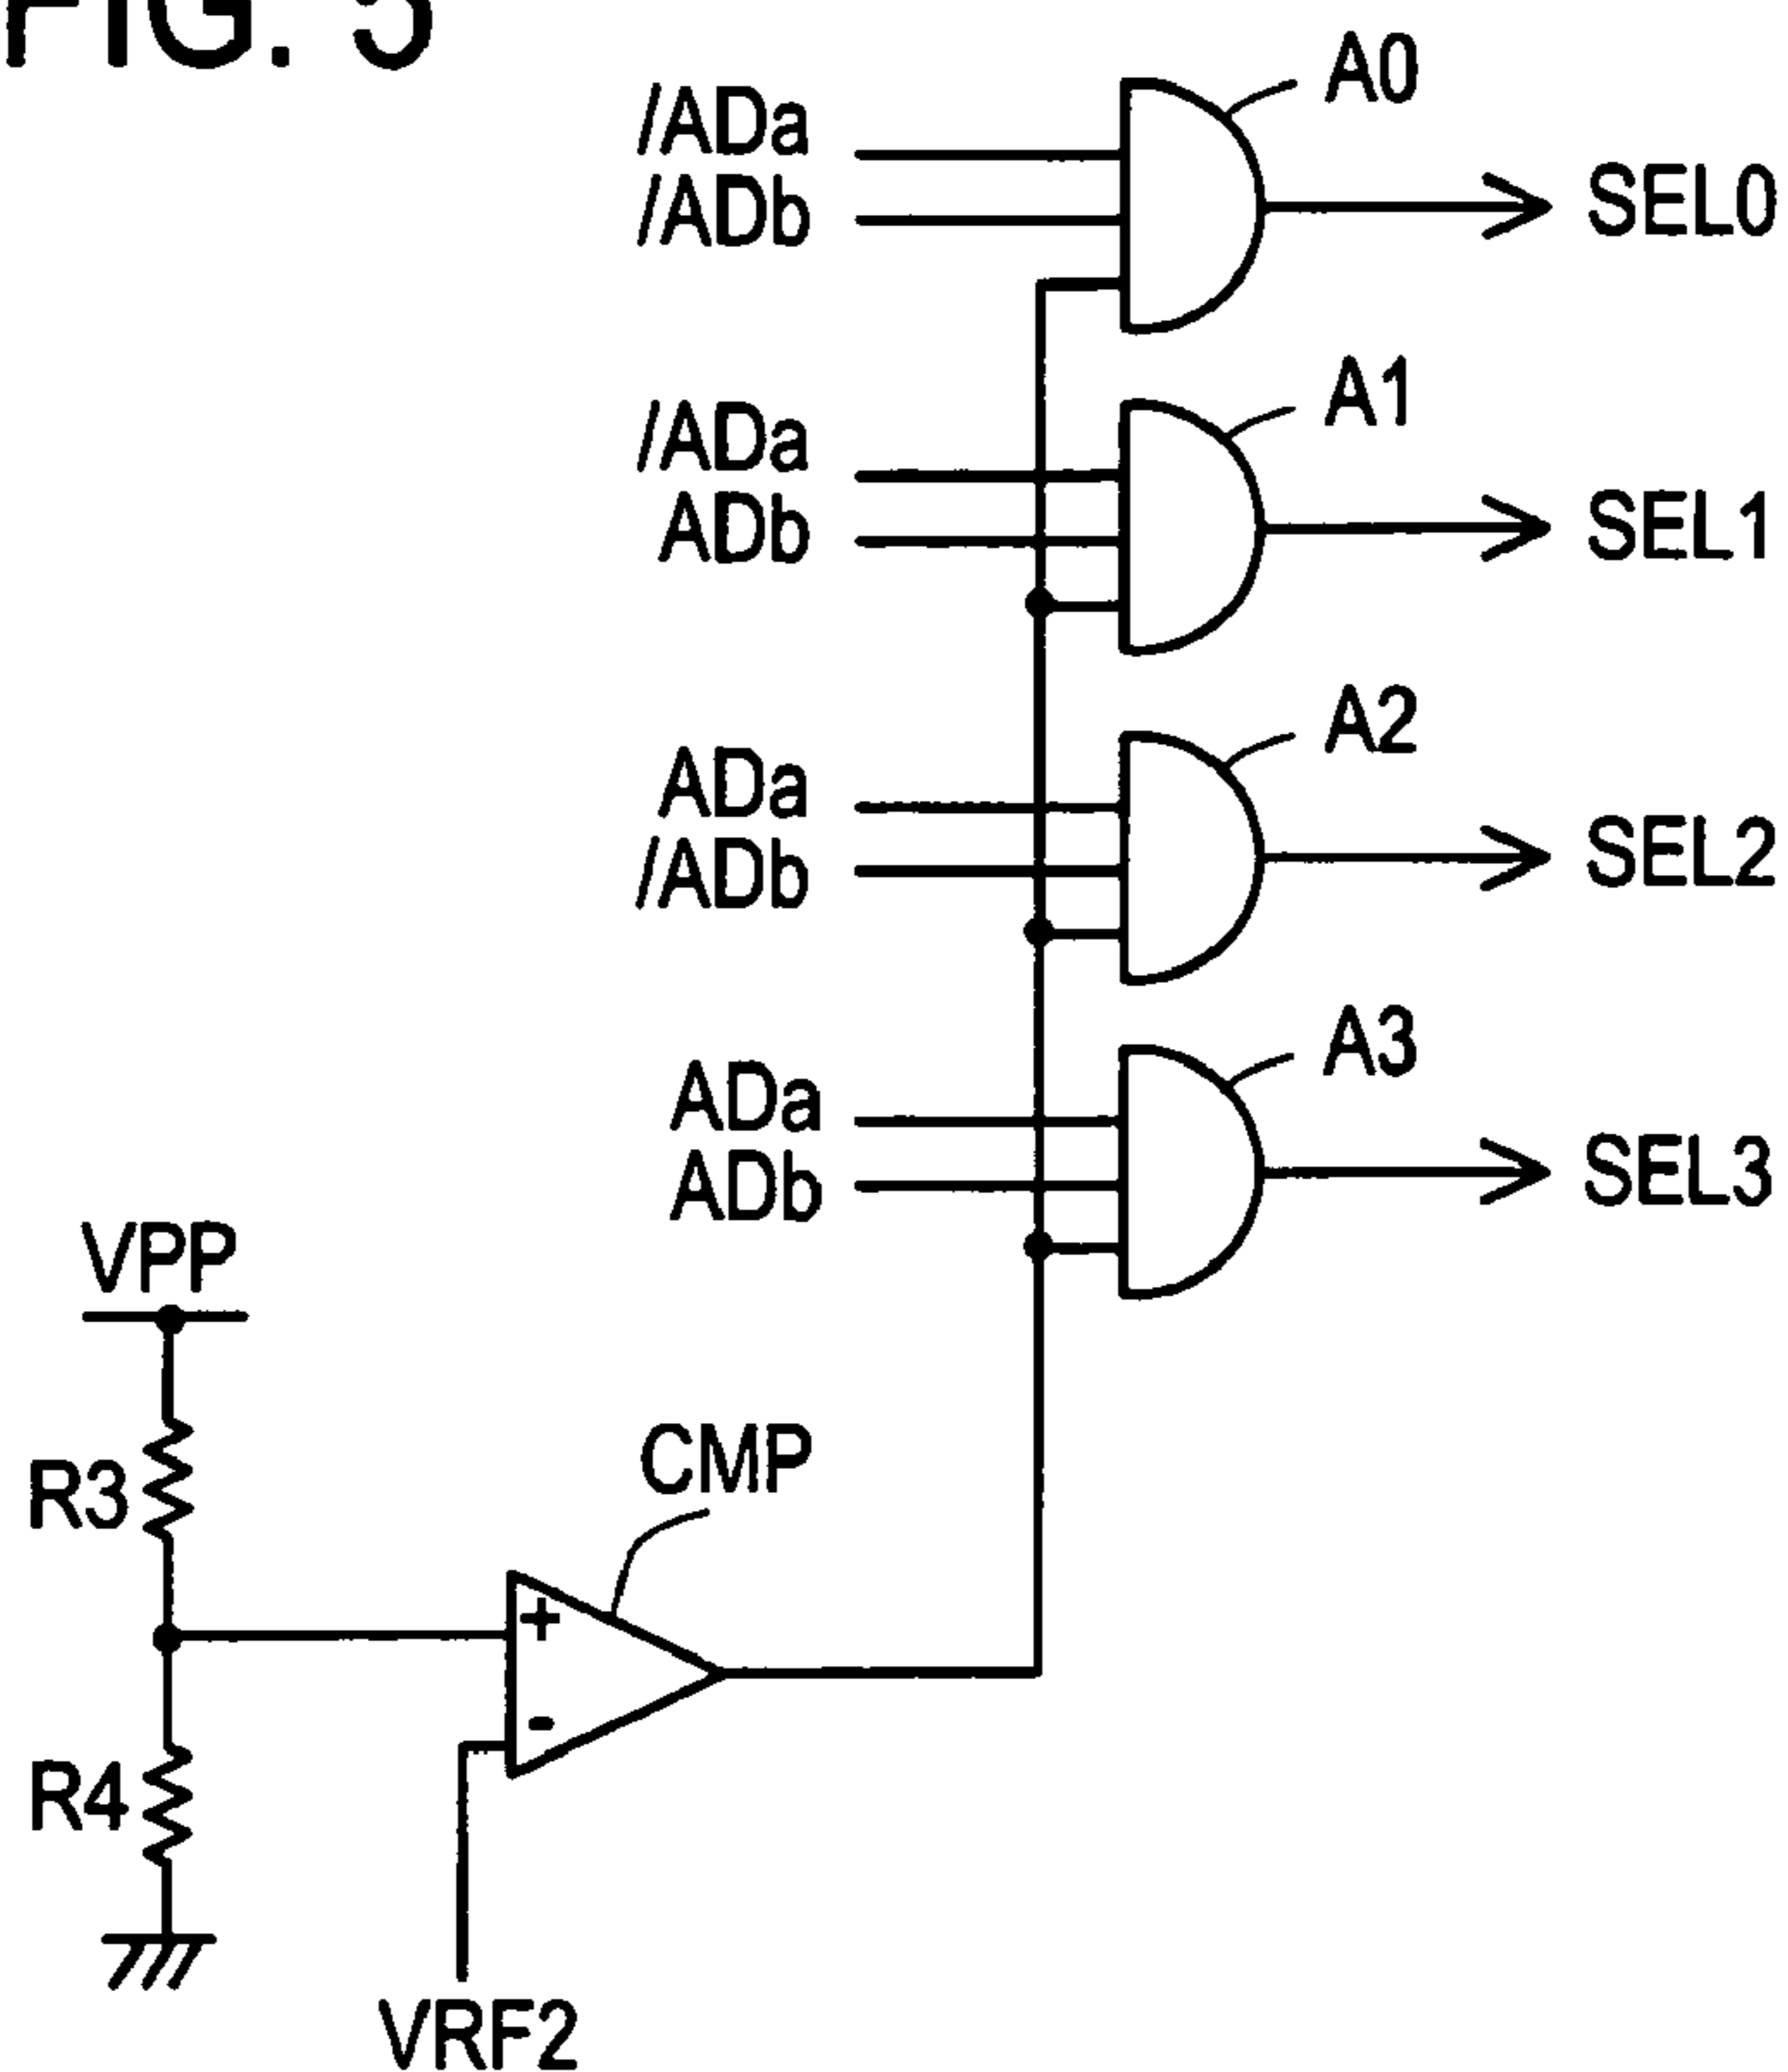 FIG. 5
A0
/ADa
/ADb
SEL0
A1
/ADa
ADb
SEL1
A2
ADa
/ADb
SEL2
A3
ADa
ADb
SEL3
VPP
R3
CMP
+
-
R4
VRF2